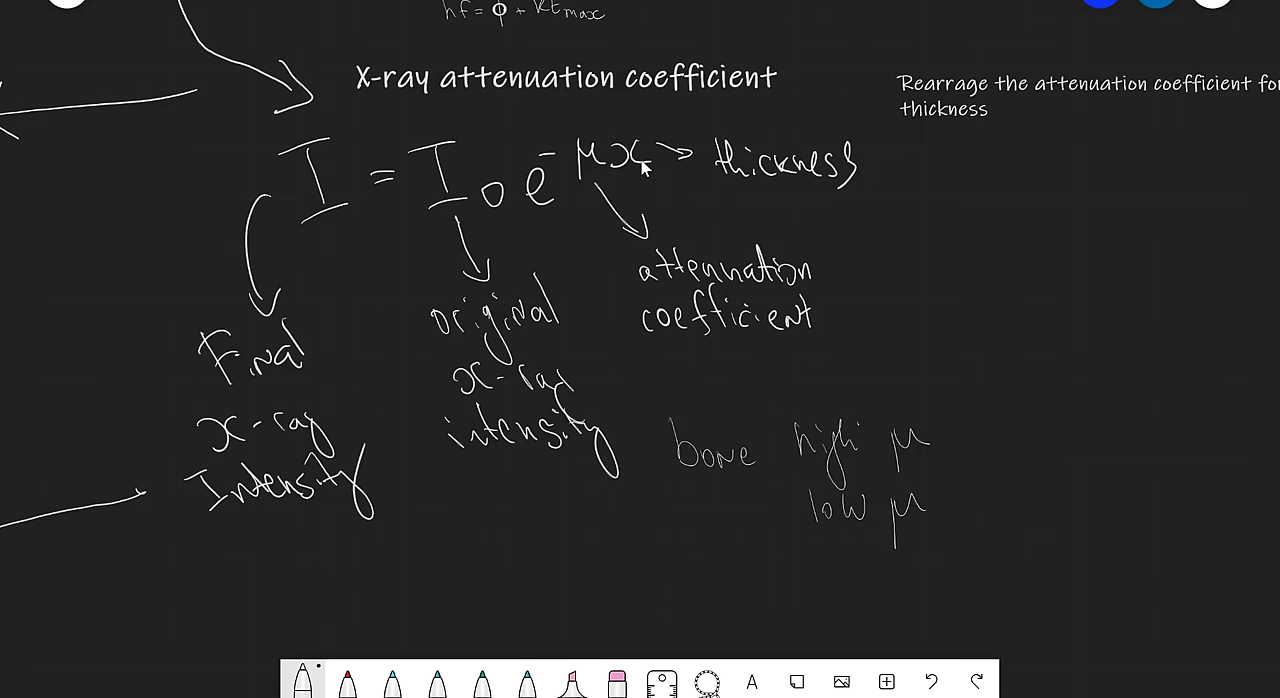 hf = ϕ + KEmax
X-ray attenuation coefficient
Rearrage the attenuation coefficient for
thickness
I = I₀ e^-μx → thickness
attenuation
coefficient
original
x-ray
intensity
Final
x-ray
Intensity
bone high μ
low μ
A